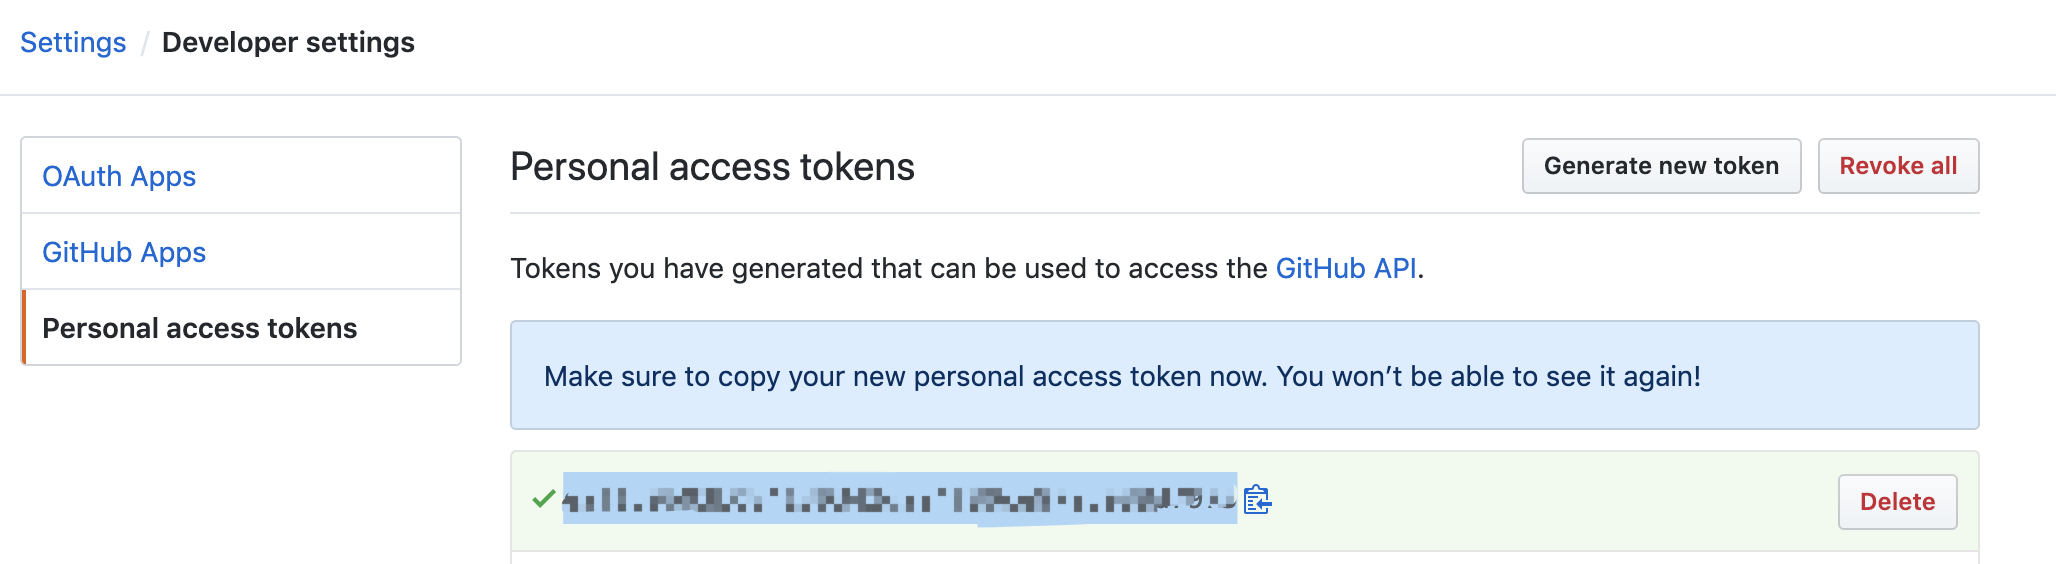 Settings / Developer settings
OAuth Apps
GitHub Apps
Personal access tokens
Personal access tokens
Generate new token
Revoke all
Tokens you have generated that can be used to access the GitHub API.
Make sure to copy your new personal access token now. You won’t be able to see it again!
Delete